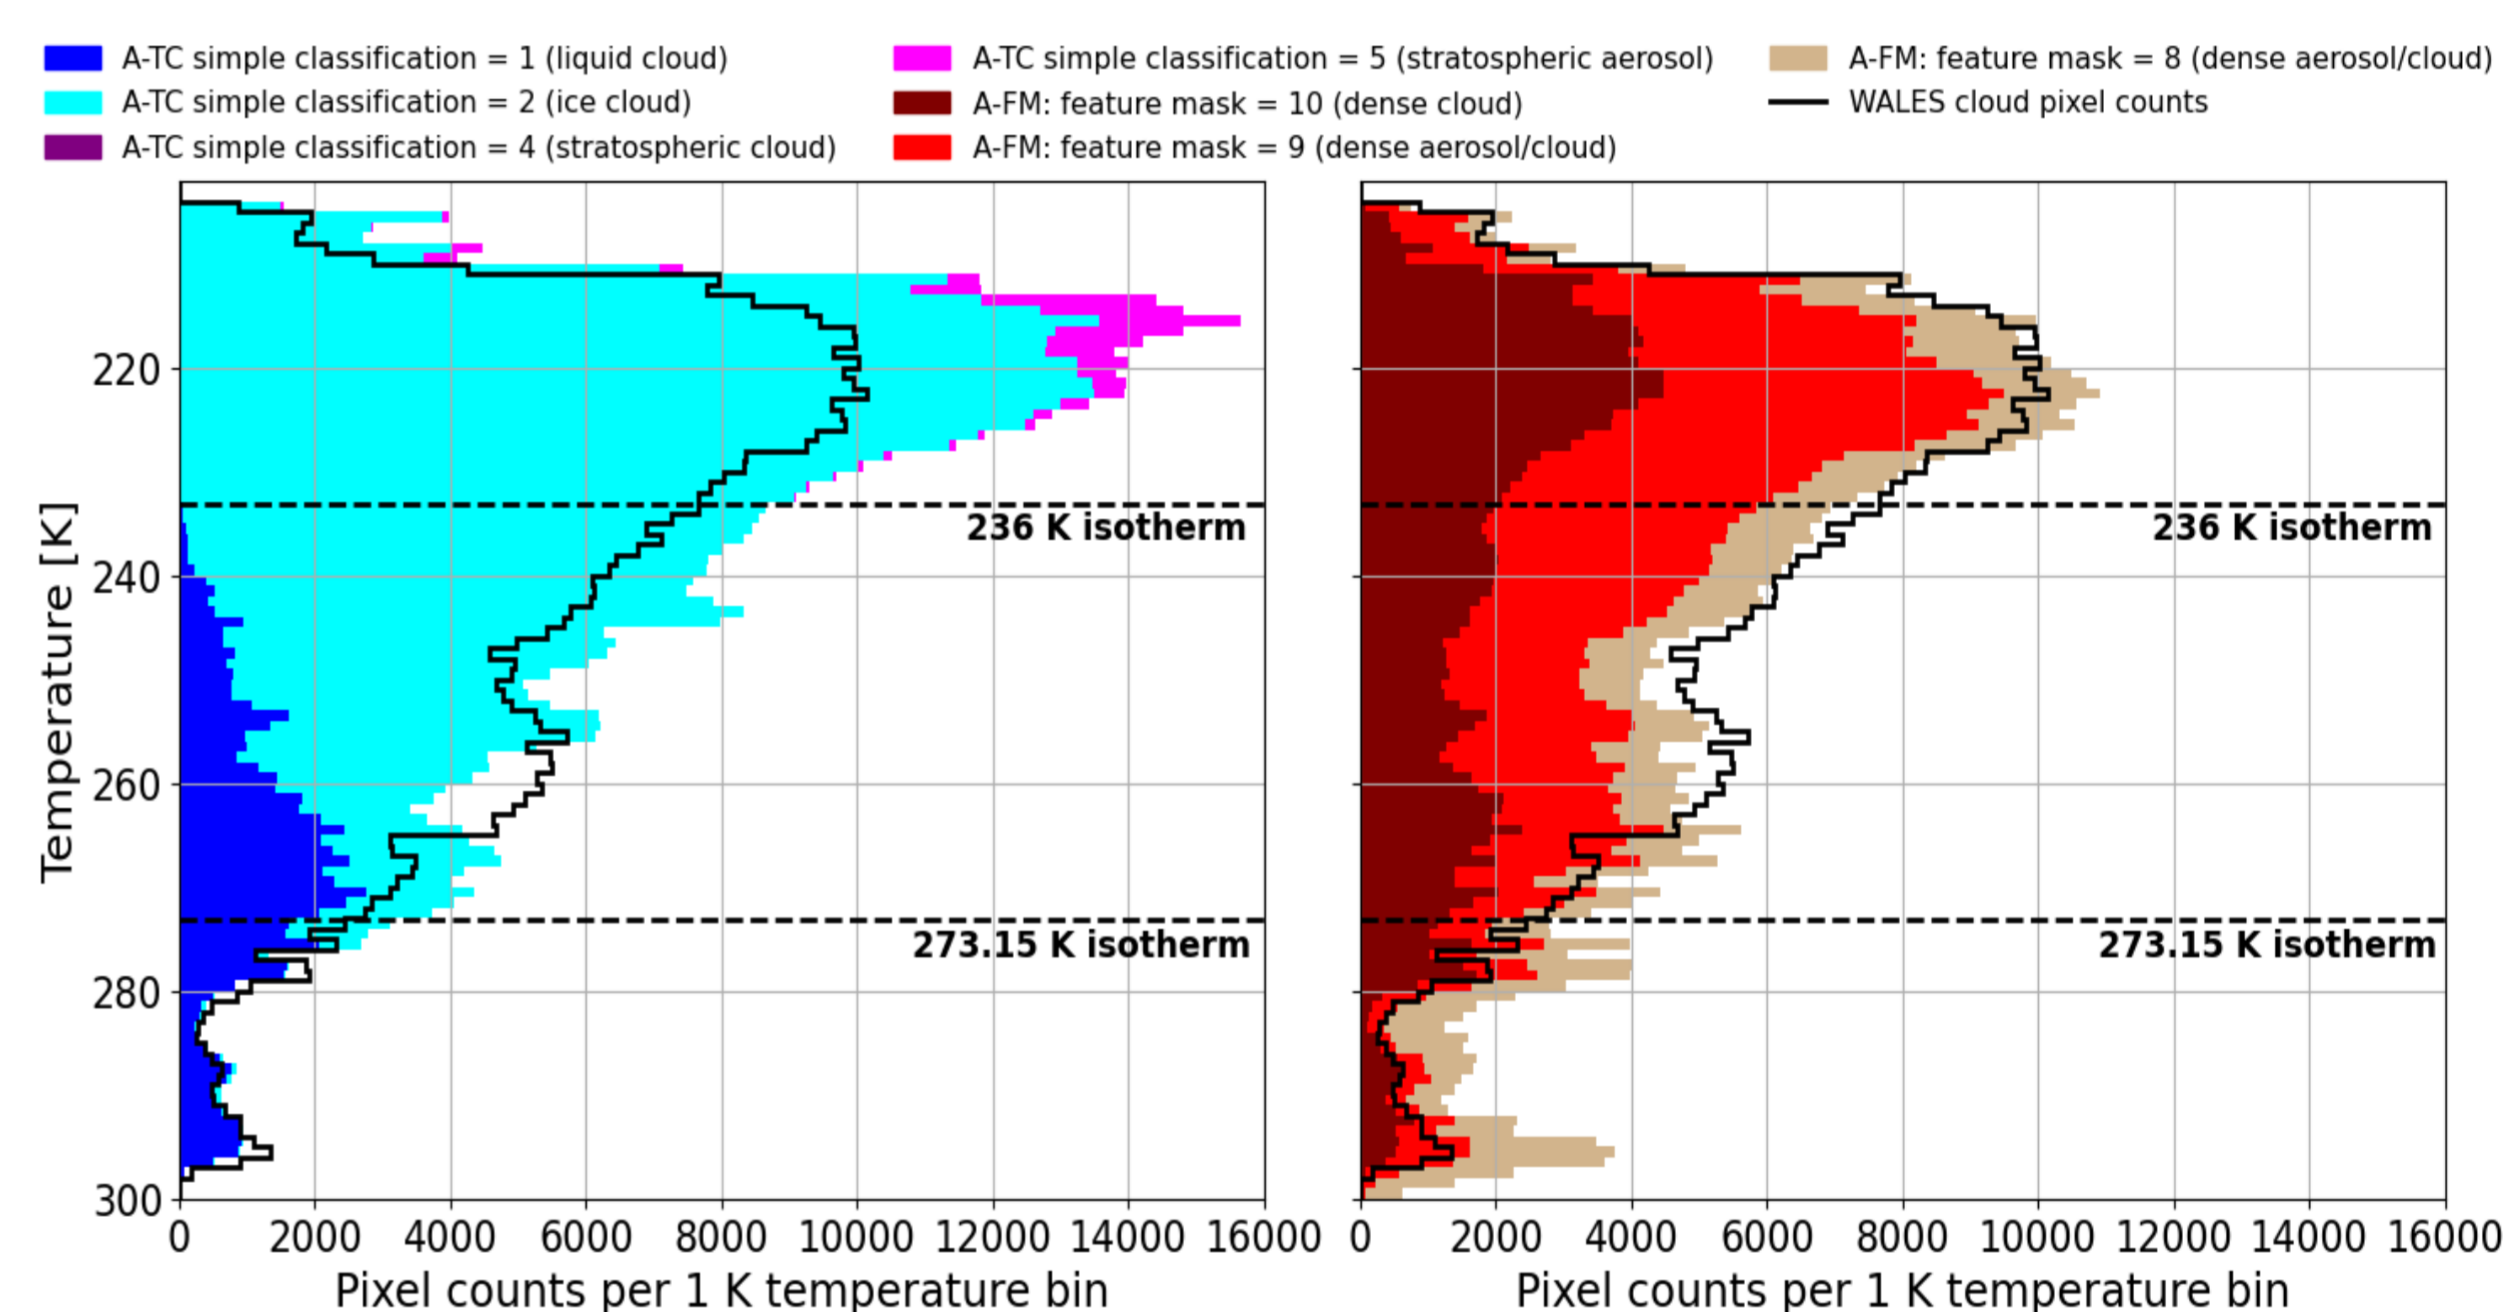 A-TC simple classification = 1 (liquid cloud)
A-TC simple classification = 2 (ice cloud)
A-TC simple classification = 4 (stratospheric cloud)
A-TC simple classification = 5 (stratospheric aerosol)
A-FM: feature mask = 10 (dense cloud)
A-FM: feature mask = 9 (dense aerosol/cloud)
A-FM: feature mask = 8 (dense aerosol/cloud)
WALES cloud pixel counts
Temperature [K]
220
240
260
280
300
236 K isotherm
273.15 K isotherm
0 2000 4000 6000 8000 10000 12000 14000 16000
Pixel counts per 1 K temperature bin
236 K isotherm
273.15 K isotherm
0 2000 4000 6000 8000 10000 12000 14000 16000
Pixel counts per 1 K temperature bin